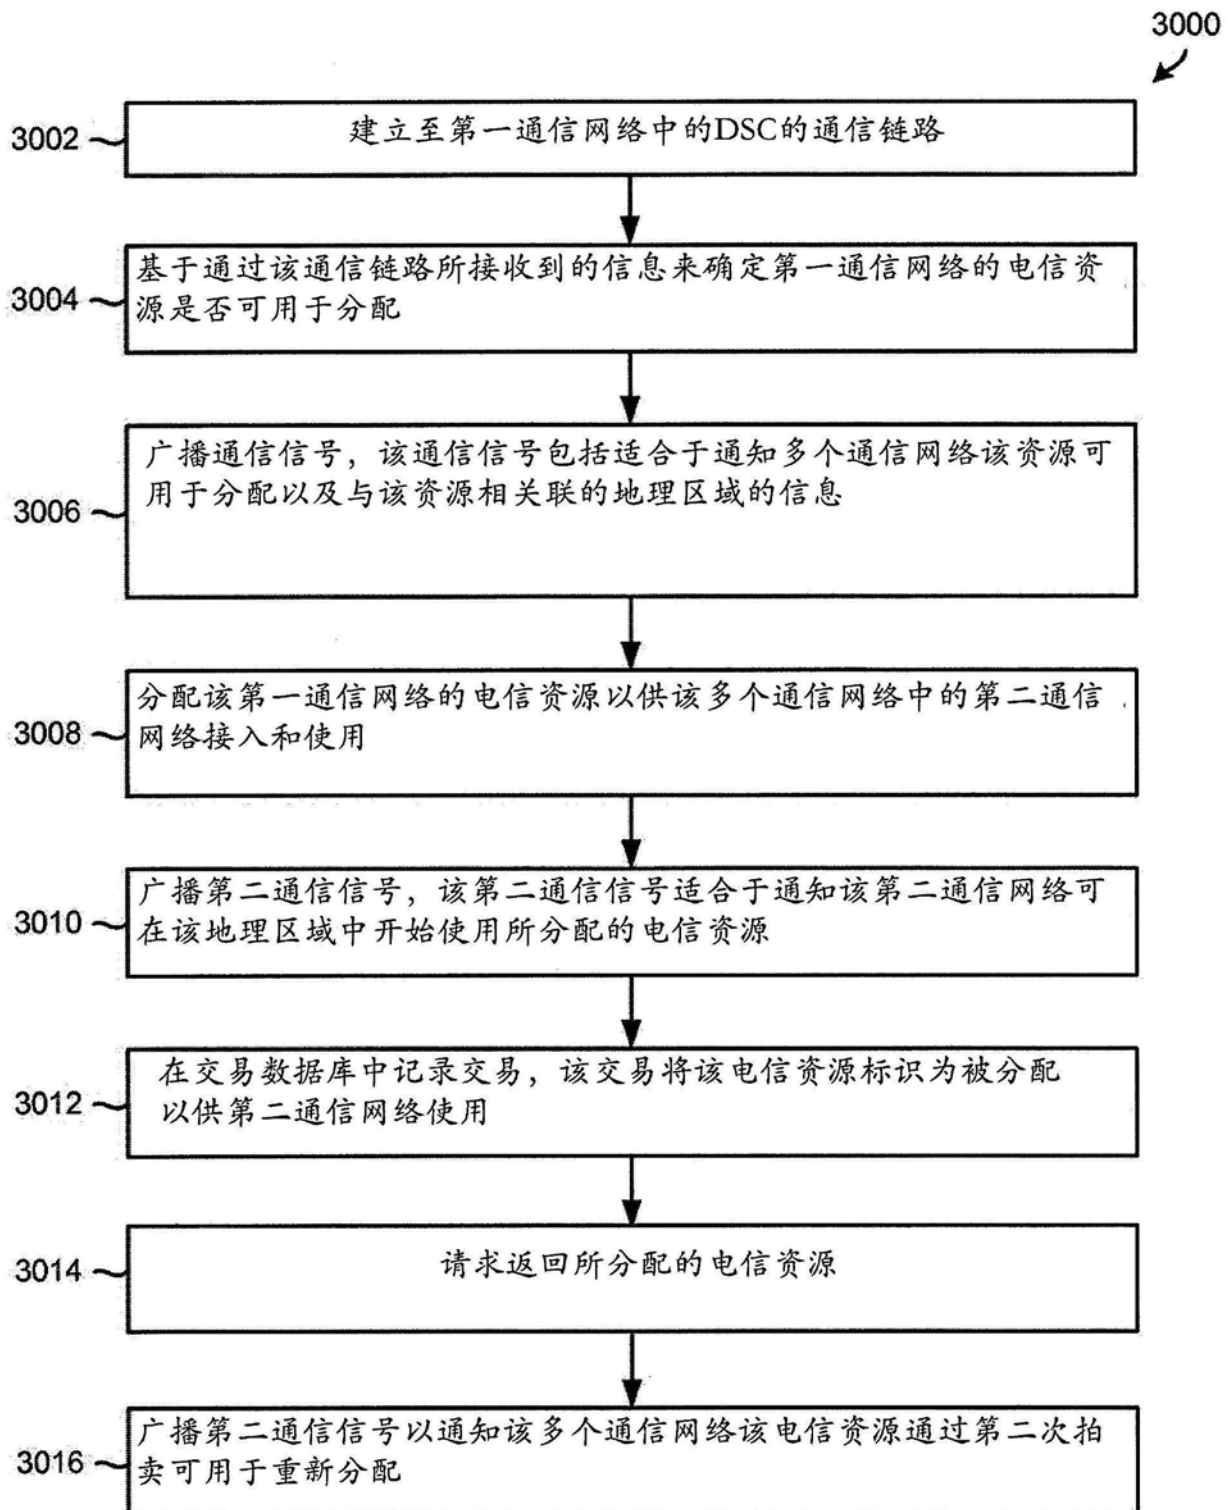 3000
3002
建立至第一通信网络中的DSC的通信链路
3004
基于通过该通信链路所接收到的信息来确定第一通信网络的电信资
源是否可用于分配
3006
广播通信信号，该通信信号包括适合于通知多个通信网络该资源可
用于分配以及与该资源相关联的地理区域的信息
3008
分配该第一通信网络的电信资源以供该多个通信网络中的第二通信
网络接入和使用
3010
广播第二通信信号，该第二通信信号适合于通知该第二通信网络可
在该地理区域中开始使用所分配的电信资源
3012
在交易数据库中记录交易，该交易将该电信资源标识为被分配
以供第二通信网络使用
3014
请求返回所分配的电信资源
3016
广播第二通信信号以通知该多个通信网络该电信资源通过第二次拍
卖可用于重新分配